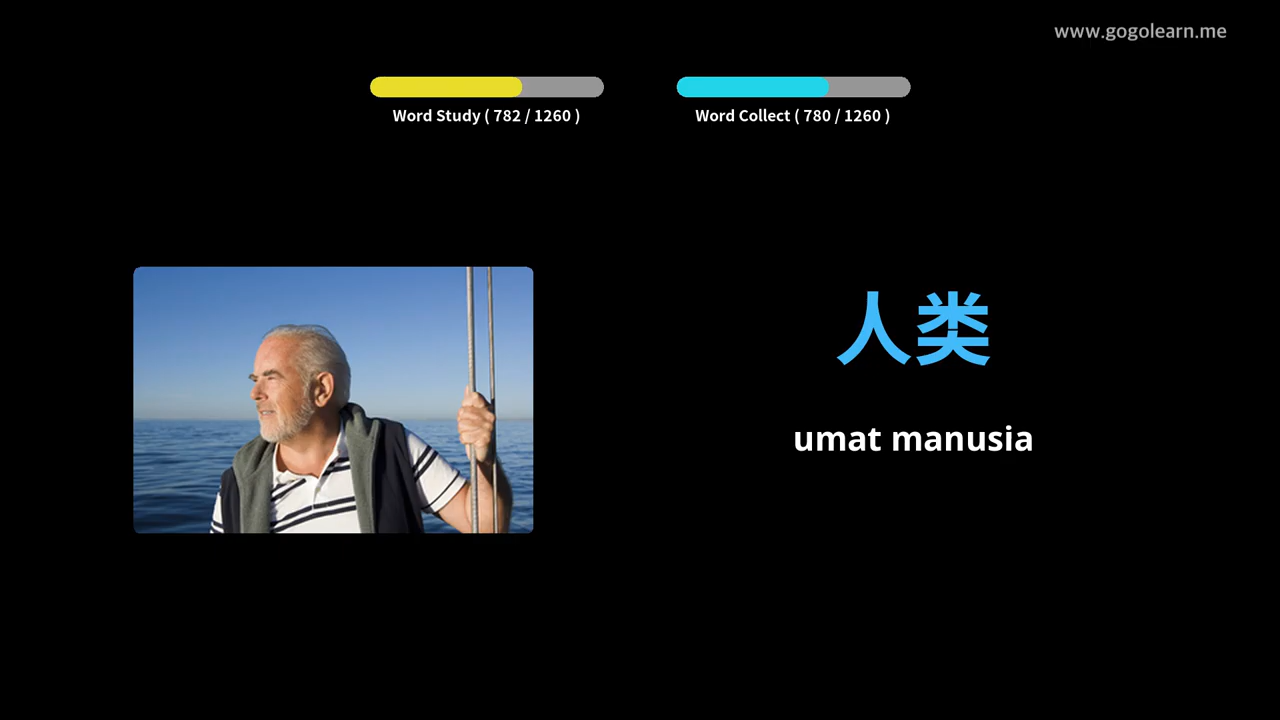 www.gogolearn.me
Word Study ( 782 / 1260 )
Word Collect ( 780 / 1260 )
人类
umat manusia